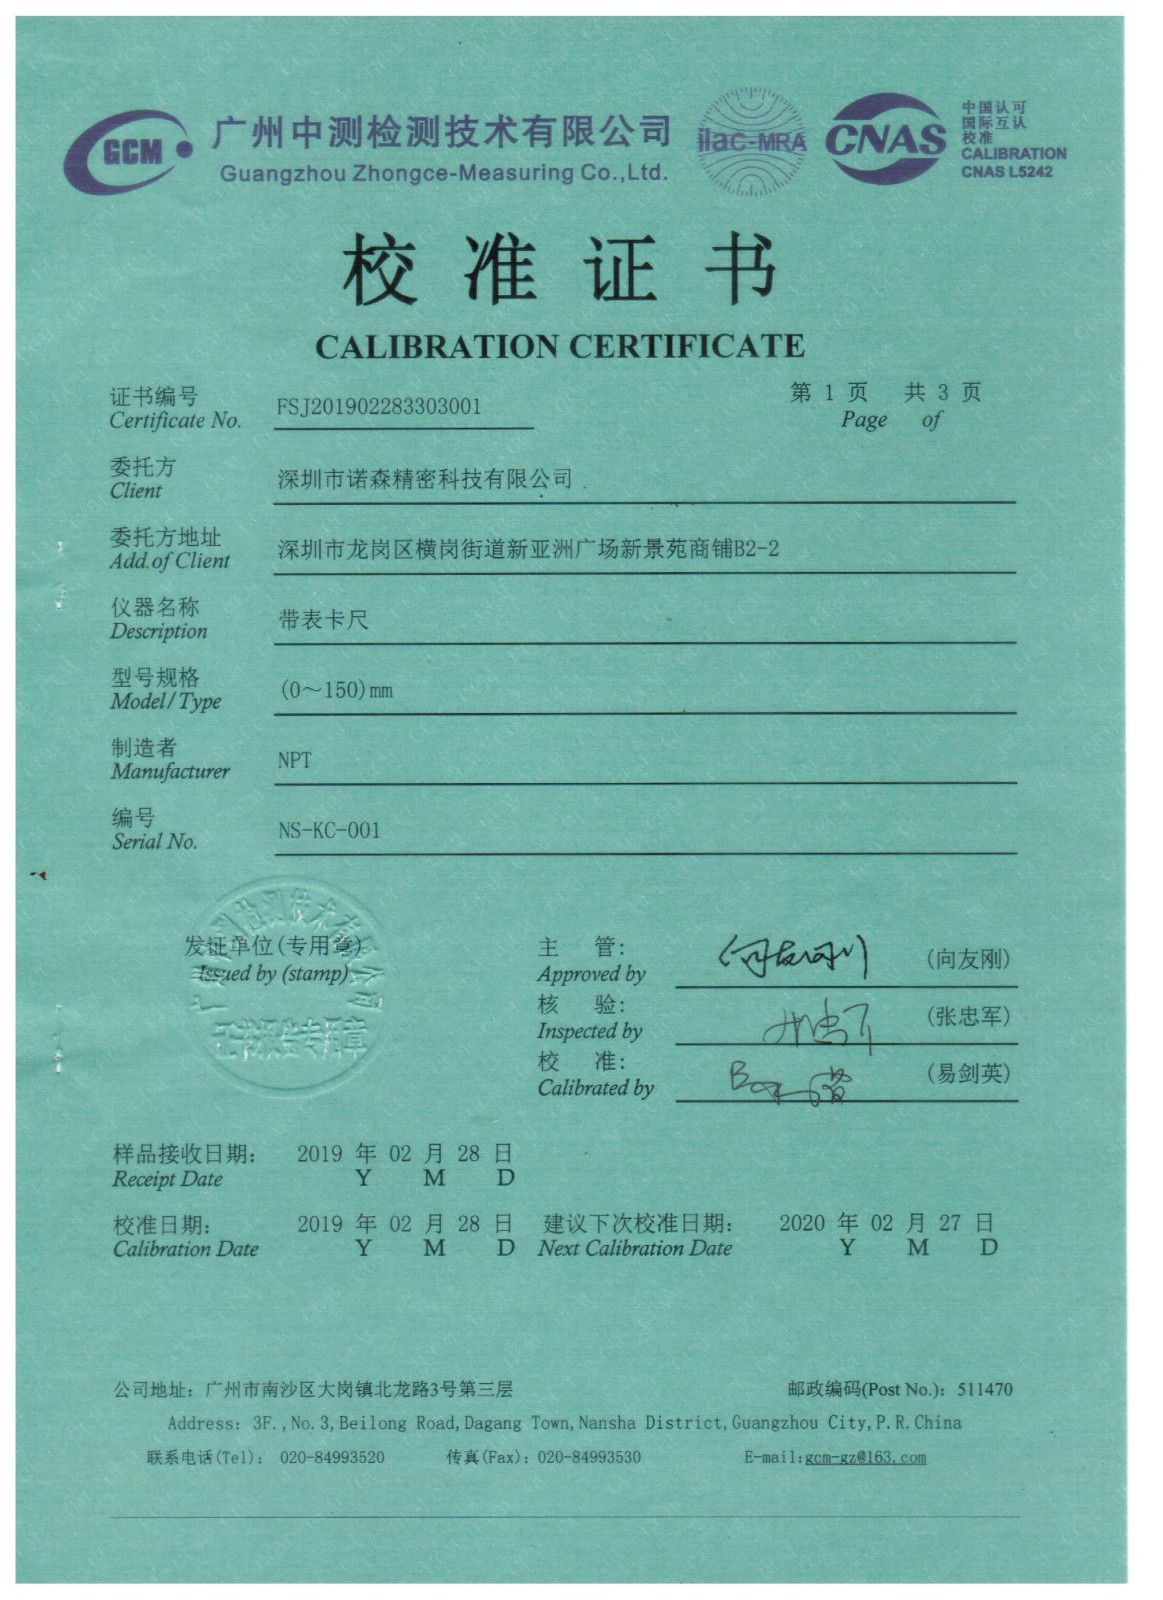 GCM
广州中测检测技术有限公司
Guangzhou Zhongce-Measuring Co.,Ltd.
ilac-MRA
CNAS
中国认可
国际互认
校准
CALIBRATION
CNAS L5242
校准证书
CALIBRATION CERTIFICATE
证书编号 FSJ201902283303001
Certificate No.
第 1 页 共 3 页
Page of
委托方 深圳市诺森精密科技有限公司
Client
委托方地址 深圳市龙岗区横岗街道新亚洲广场新景苑商铺B2-2
Add.of Client
仪器名称 带表卡尺
Description
型号规格 (0～150)mm
Model/Type
制造者 NPT
Manufacturer
编号 NS-KC-001
Serial No.
发证单位(专用章)
Issued by (stamp)
证书报告专用章
主 管: 向友刚 (向友刚)
Approved by
核 验: (张忠军)
Inspected by
校 准: (易剑英)
Calibrated by
样品接收日期: 2019 年 02 月 28 日
Receipt Date Y M D
校准日期: 2019 年 02 月 28 日 建议下次校准日期: 2020 年 02 月 27 日
Calibration Date Y M D Next Calibration Date Y M D
公司地址: 广州市南沙区大岗镇北龙路3号第三层 邮政编码(Post No.): 511470
Address: 3F.,No.3,Beilong Road,Dagang Town,Nansha District,Guangzhou City,P.R.China
联系电话(Tel): 020-84993520 传真(Fax): 020-84993530 E-mail:gcm-gz@163.com